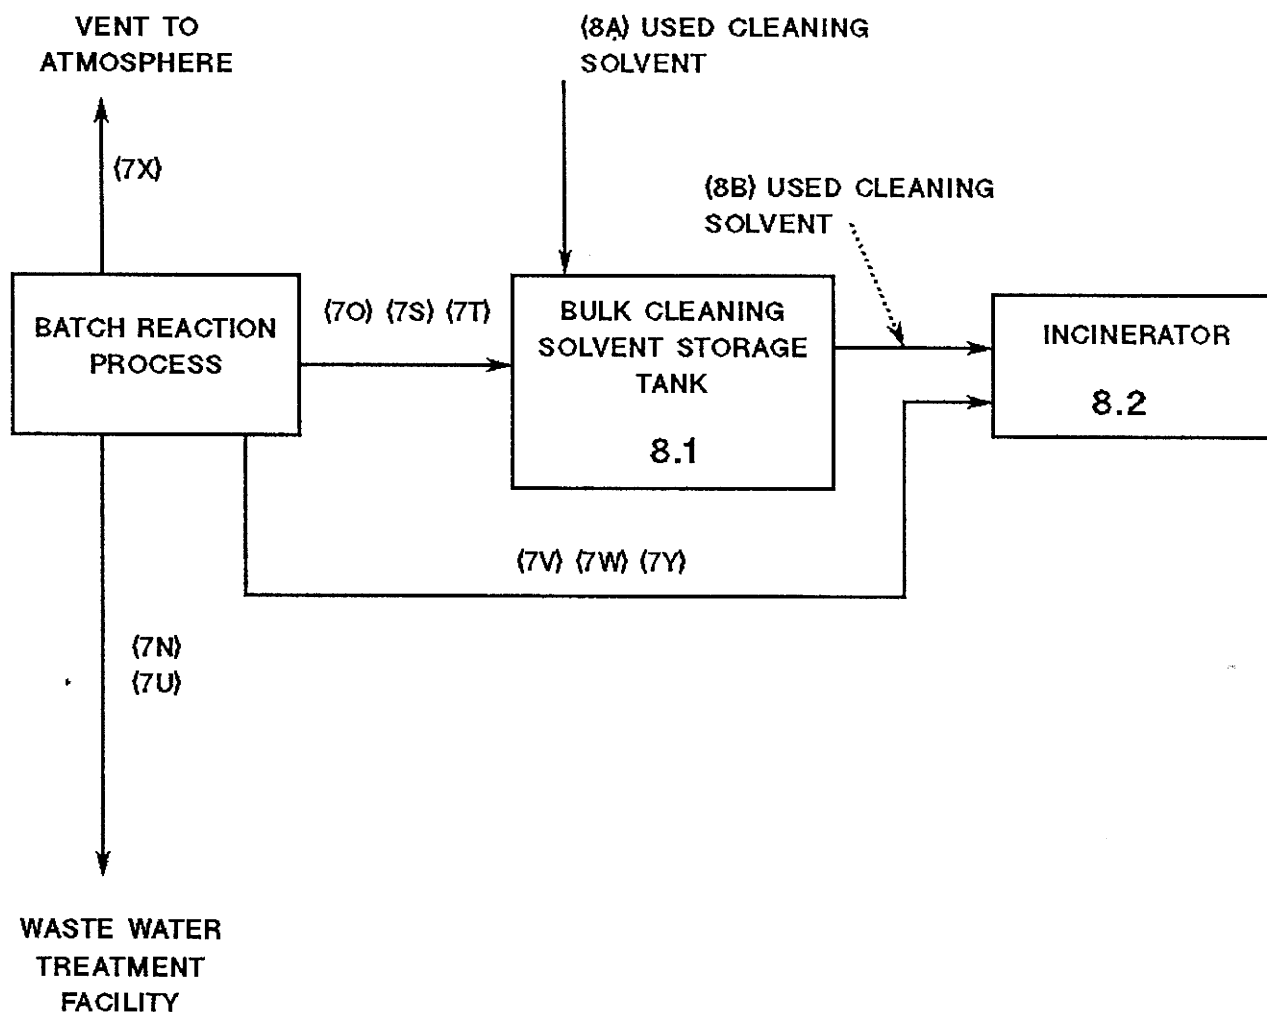 VENT TO
ATMOSPHERE
(8A) USED CLEANING
SOLVENT
(7X)
(8B) USED CLEANING
SOLVENT
BATCH REACTION
PROCESS
(7O) (7S) (7T)
BULK CLEANING
SOLVENT STORAGE
TANK
8.1
INCINERATOR
8.2
(7V) (7W) (7Y)
(7N)
(7U)
WASTE WATER
TREATMENT
FACILITY